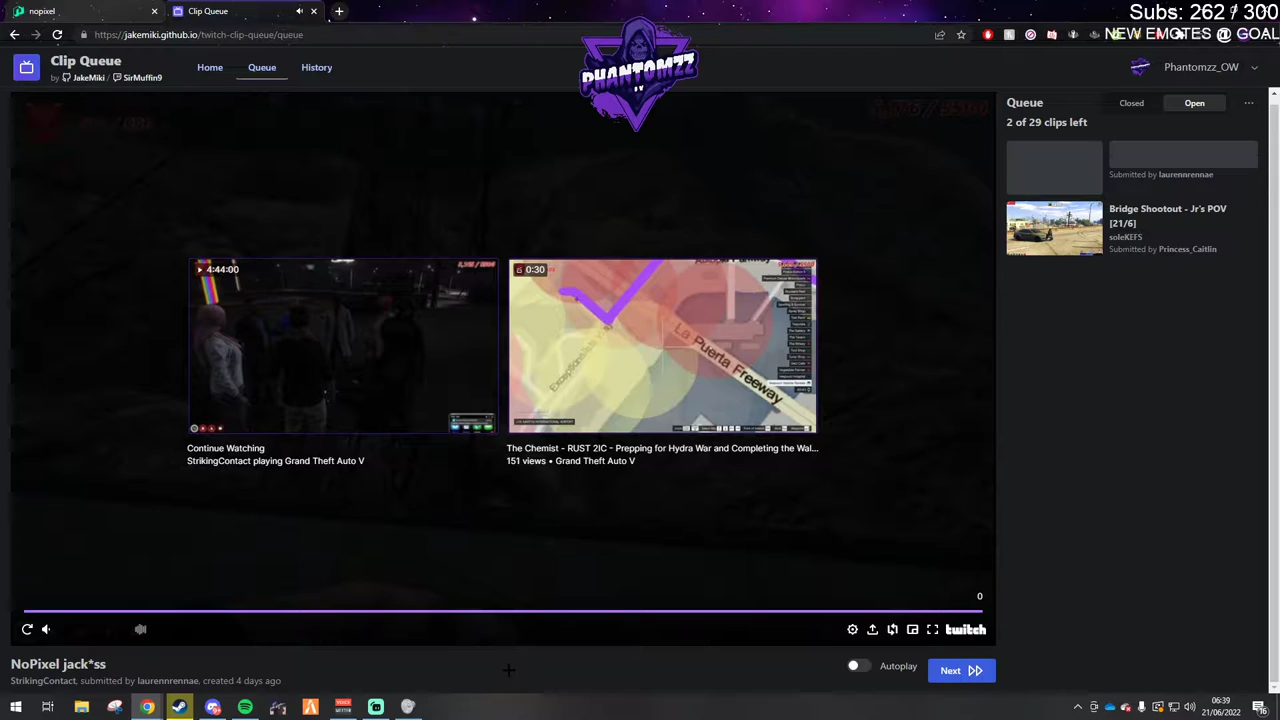 nopixel
Clip Queue
Subs: 262 / 300
NEW EMOTES @ GOAL
https://jakemiki.github.io/twitch-clip-queue/queue
Clip Queue
by JakeMiki / SirMuffin9
Home
Queue
History
PHANTOMZZ
Phantomzz_OW
Queue
Closed
Open
2 of 29 clips left
Submitted by laurennrennae
Bridge Shootout - Jr's POV
[21/6]
soleKEFS
Submitted by Princess_Caitlin
4:44:00
0:30
La Puerta Freeway
Continue Watching
StrikingContact playing Grand Theft Auto V
The Chemist - RUST 2IC - Prepping for Hydra War and Completing the Wal...
151 views • Grand Theft Auto V
0
twitch
NoPixel jack*ss
StrikingContact, submitted by laurennrennae, created 4 days ago
Autoplay
Next
VOICE
MEETER
06:39
21/06/2022
16